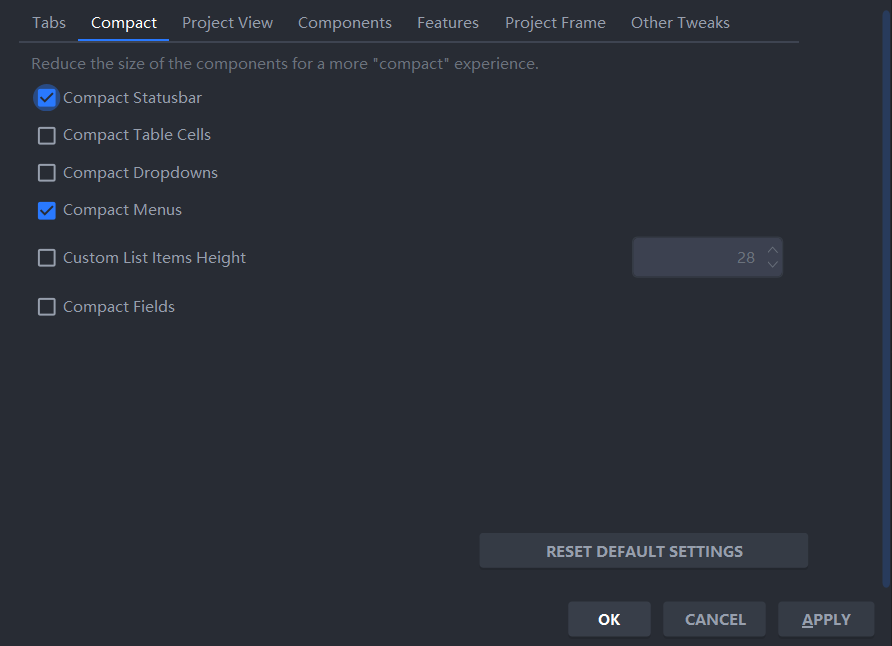 Tabs Compact Project View Components Features Project Frame Other Tweaks
Reduce the size of the components for a more "compact" experience.
Compact Statusbar
Compact Table Cells
Compact Dropdowns
Compact Menus
Custom List Items Height 28
Compact Fields
RESET DEFAULT SETTINGS
OK CANCEL APPLY